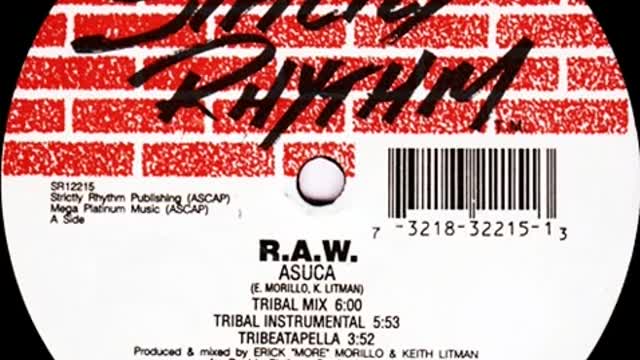 STRICTLY
RHYTHM™
SR12215
Strictly Rhythm Publishing (ASCAP)
Mega Platinum Music (ASCAP)
A Side
7 -3218-32215-1 3
R.A.W.
ASUCA
(E. MORILLO, K. LITMAN)
TRIBAL MIX 6:00
TRIBAL INSTRUMENTAL 5:53
TRIBEATAPELLA 3:52
Produced & mixed by ERICK "MORE" MORILLO & KEITH LITMAN